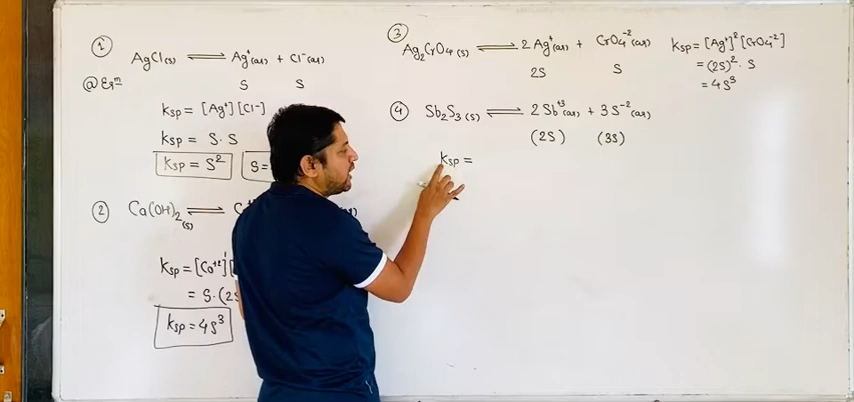 ① AgCl(s) ⇌ Ag⁺(aq) + Cl⁻(aq)
@Eqᵐ S S
Ksp = [Ag⁺][Cl⁻]
Ksp = S·S
Ksp = S² S =
② Ca(OH)₂(s) ⇌
Ksp = [Ca⁺²]¹[
= S·(2S
Ksp = 4S³
③ Ag₂CrO₄(s) ⇌ 2Ag⁺(aq) + CrO₄⁻²(aq) Ksp = [Ag⁺]²[CrO₄⁻²]
2S S = (2S)²·S
= 4S³
④ Sb₂S₃(s) ⇌ 2Sb⁺³(aq) + 3S⁻²(aq)
(2S) (3S)
Ksp =